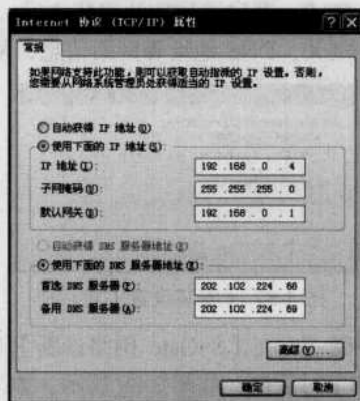 Internet 协议 (TCP/IP) 属性
常规
如果网络支持此功能，则可以获取自动指派的 IP 设置。否则，
您需要从网络系统管理员处获得适当的 IP 设置。
自动获得 IP 地址(O)
使用下面的 IP 地址(S):
IP 地址(I): 192 .168 . 0 . 4
子网掩码(U): 255 .255 .255 . 0
默认网关(D): 192 .168 . 0 . 1
自动获得 DNS 服务器地址(B)
使用下面的 DNS 服务器地址(E):
首选 DNS 服务器(P): 202 .102 .224 .68
备用 DNS 服务器(A): 202 .102 .224 .69
高级(V)...
确定
取消